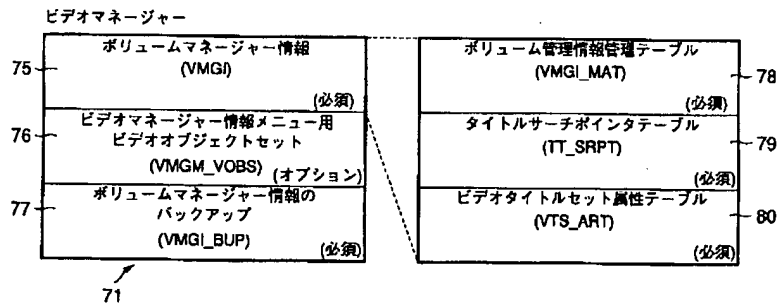 ビデオマネージャー
75
ボリュームマネージャー情報
(VMGI)
(必須)
76
ビデオマネージャー情報メニュー用
ビデオオブジェクトセット
(VMGM_VOBS)
(オプション)
77
ボリュームマネージャー情報の
バックアップ
(VMGI_BUP)
(必須)
71
ボリューム管理情報管理テーブル
(VMGI_MAT)
(必須)
78
タイトルサーチポインタテーブル
(TT_SRPT)
(必須)
79
ビデオタイトルセット属性テーブル
(VTS_ART)
(必須)
80